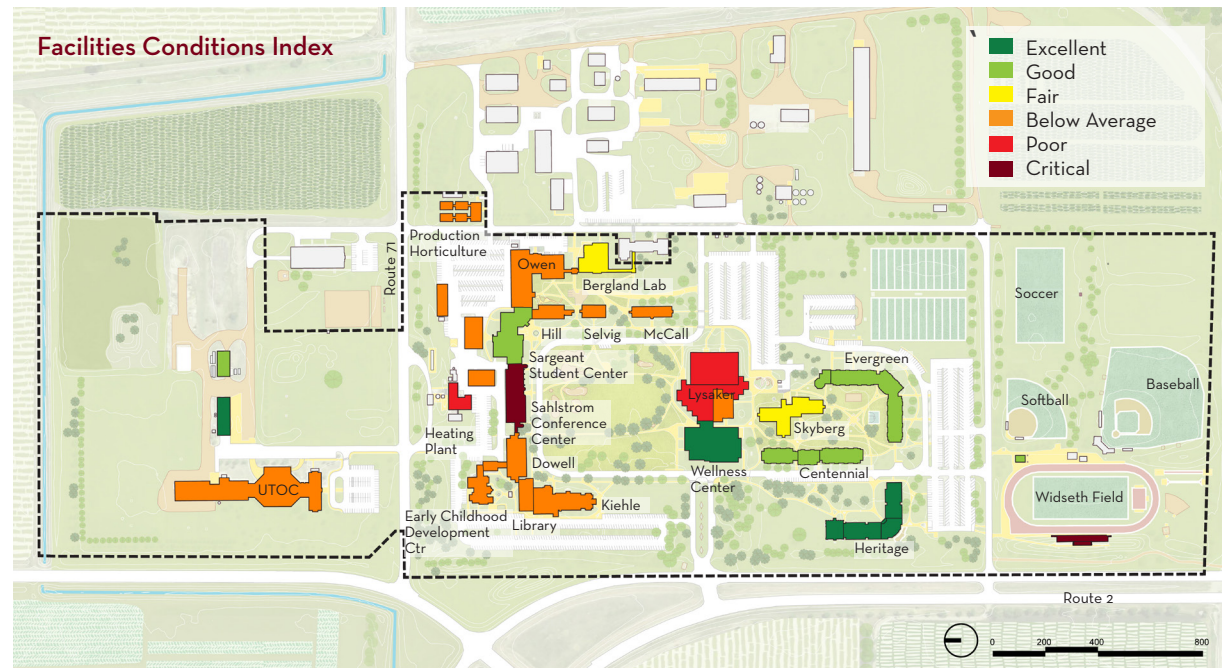 Facilities Conditions Index
Excellent
Good
Fair
Below Average
Poor
Critical
Production
Horticulture
Route 71
Owen
Bergland Lab
Hill
Selvig
McCall
Sargeant
Student Center
Sahlstrom
Conference
Center
Heating
Plant
Dowell
UTOC
Early Childhood
Development
Ctr
Library
Kiehle
Lysaker
Wellness
Center
Skyberg
Evergreen
Centennial
Heritage
Soccer
Softball
Baseball
Widseth Field
Route 2
0
200
400
800